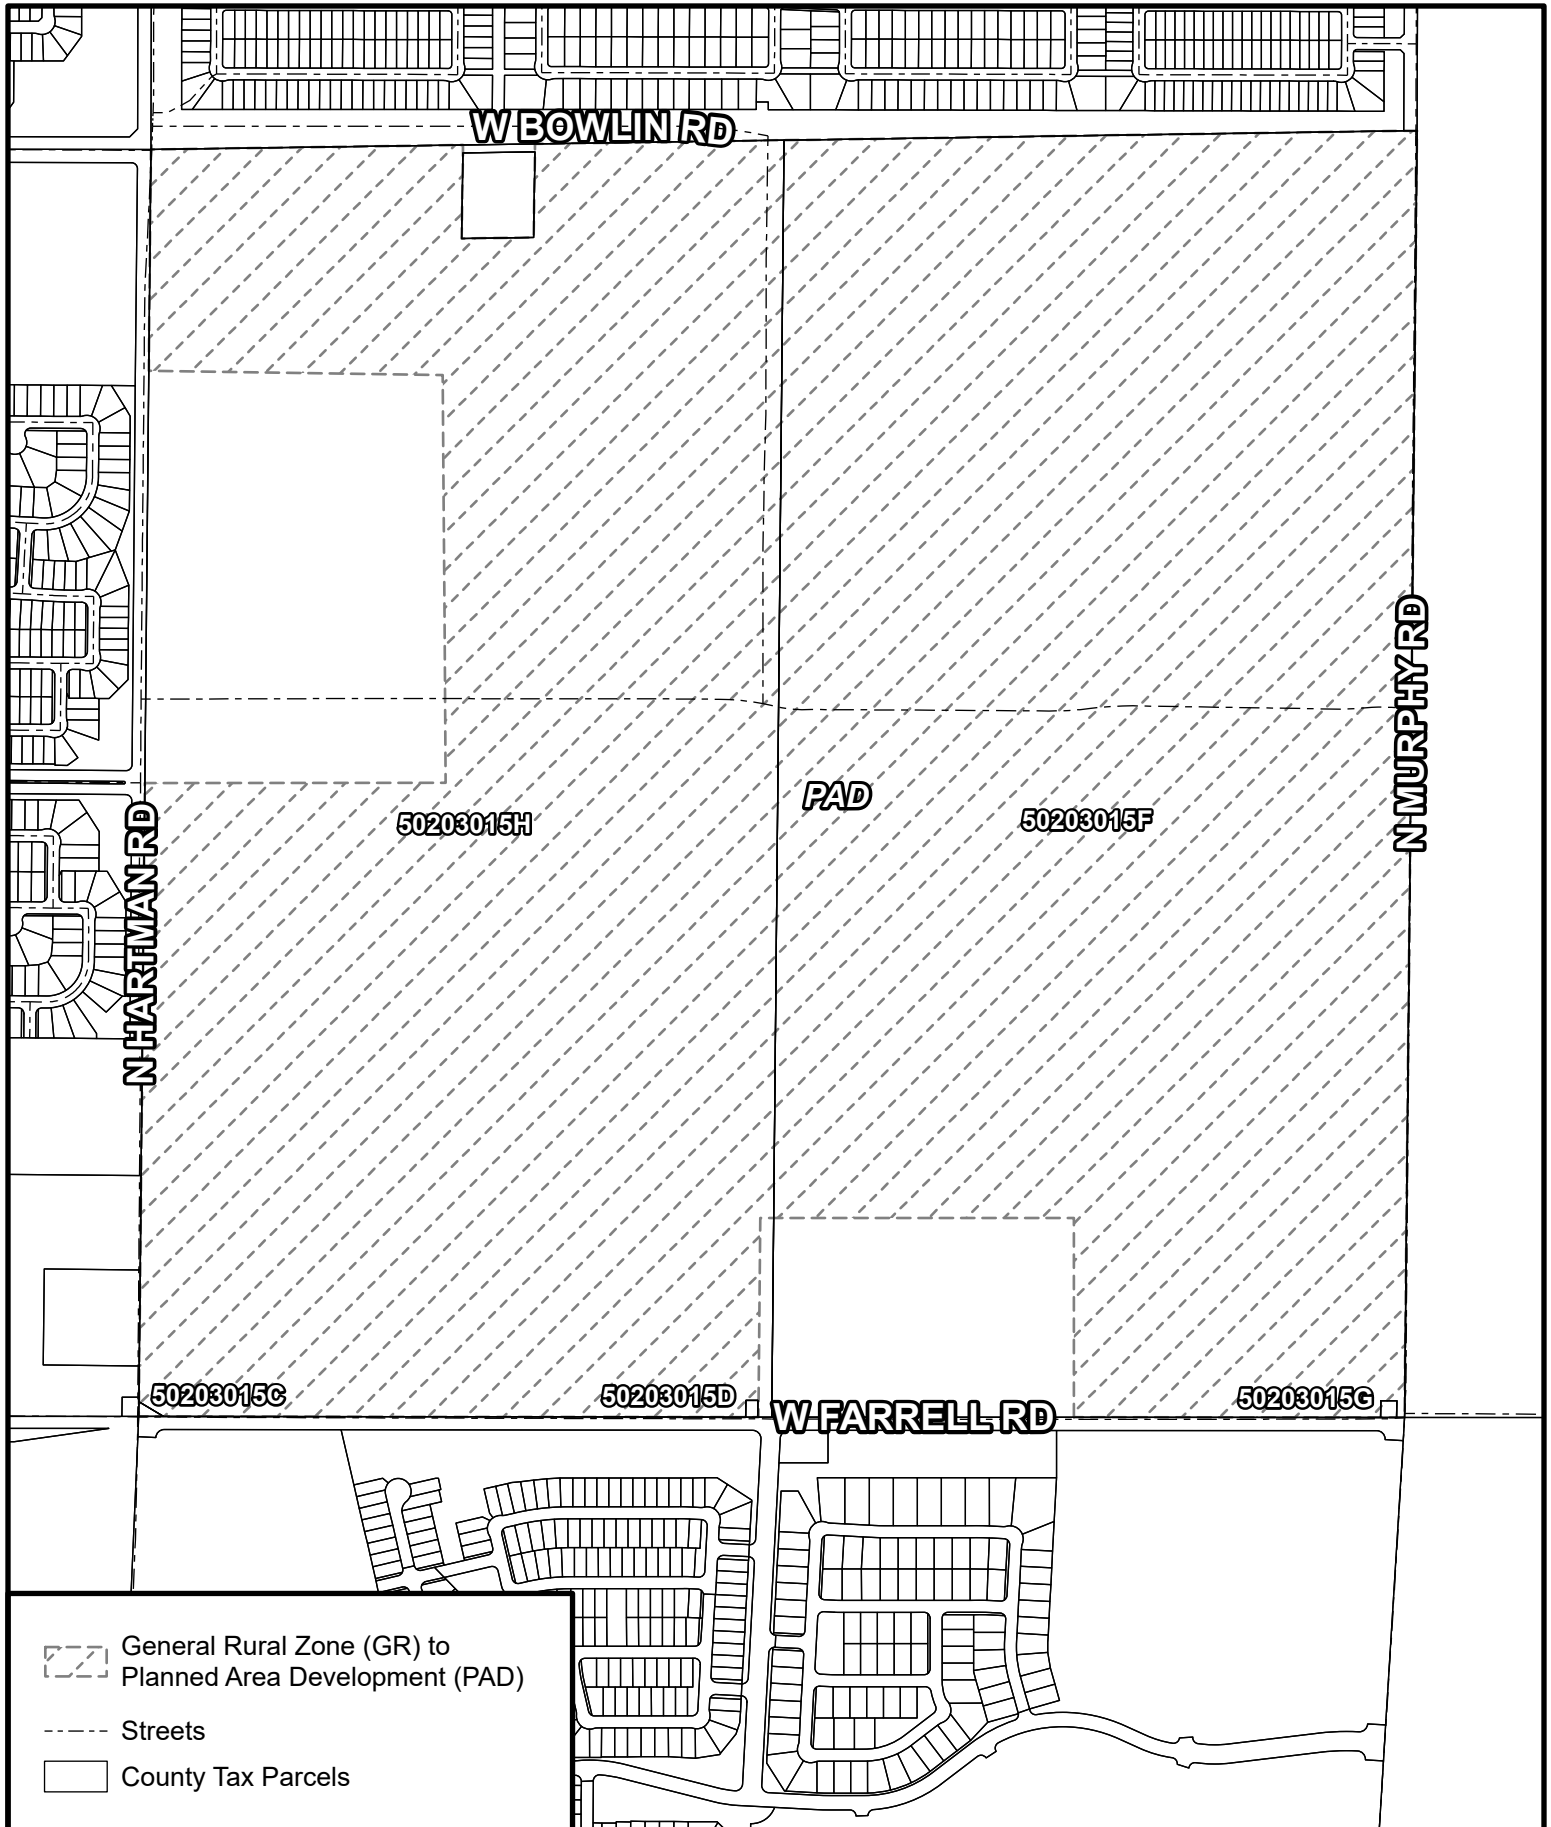 W BOWLIN RD
N MURPHY RD
PAD
50203015H
50203015F
N HARTMAN RD
50203015C
50203015D
50203015G
W FARRELL RD
General Rural Zone (GR) to
Planned Area Development (PAD)
Streets
County Tax Parcels